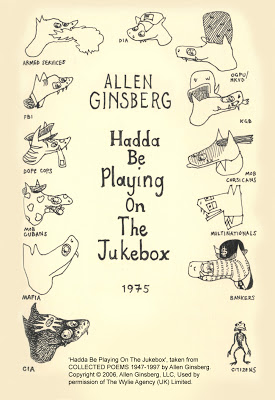 DIA
ARMED SERVICES
OGPU/
NKVD
ALLEN
GINSBERG
FBI
KGB
Hadda
Be
Playing
On
The
Jukebox
DOPE COPS
MOB
CORSICANS
MOB
CUBANS
MULTINATIONALS
1975
MAFIA
BANKERS
CIA
CITIZENS
'Hadda Be Playing On The Jukebox', taken from
COLLECTED POEMS 1947-1997 by Allen Ginsberg.
Copyright © 2006, Allen Ginsberg, LLC. Used by
permission of The Wylie Agency (UK) Limited.